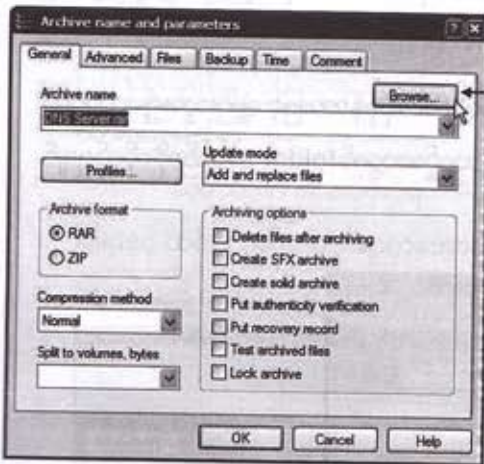 Archive name and parameters
General Advanced Files Backup Time Comment
Archive name
Browse...
DNS Server.rar
Update mode
Profiles...
Add and replace files
Archive format
RAR
ZIP
Archiving options
Delete files after archiving
Create SFX archive
Create solid archive
Put authenticity verification
Put recovery record
Test archived files
Lock archive
Compression method
Normal
Split to volumes, bytes
OK Cancel Help